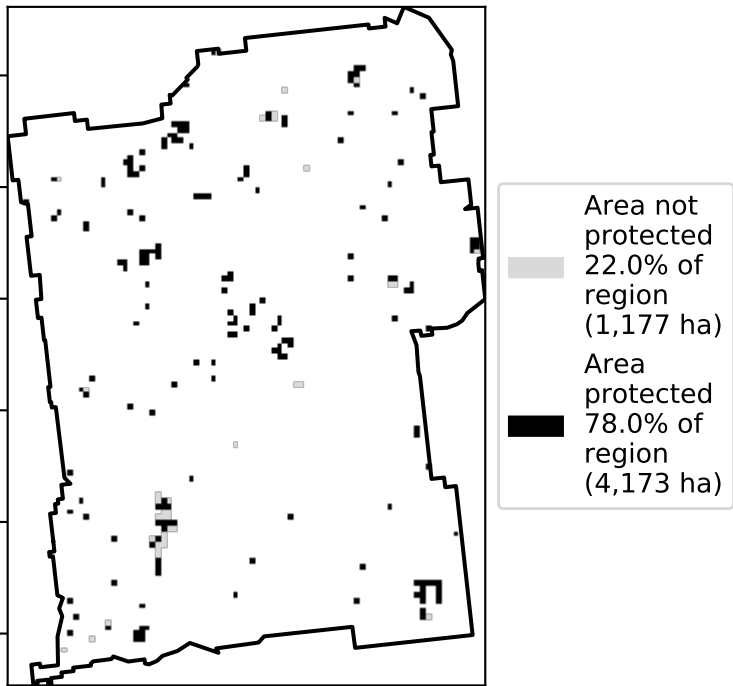 Area not
protected
22.0% of
region
(1,177 ha)
Area
protected
78.0% of
region
(4,173 ha)